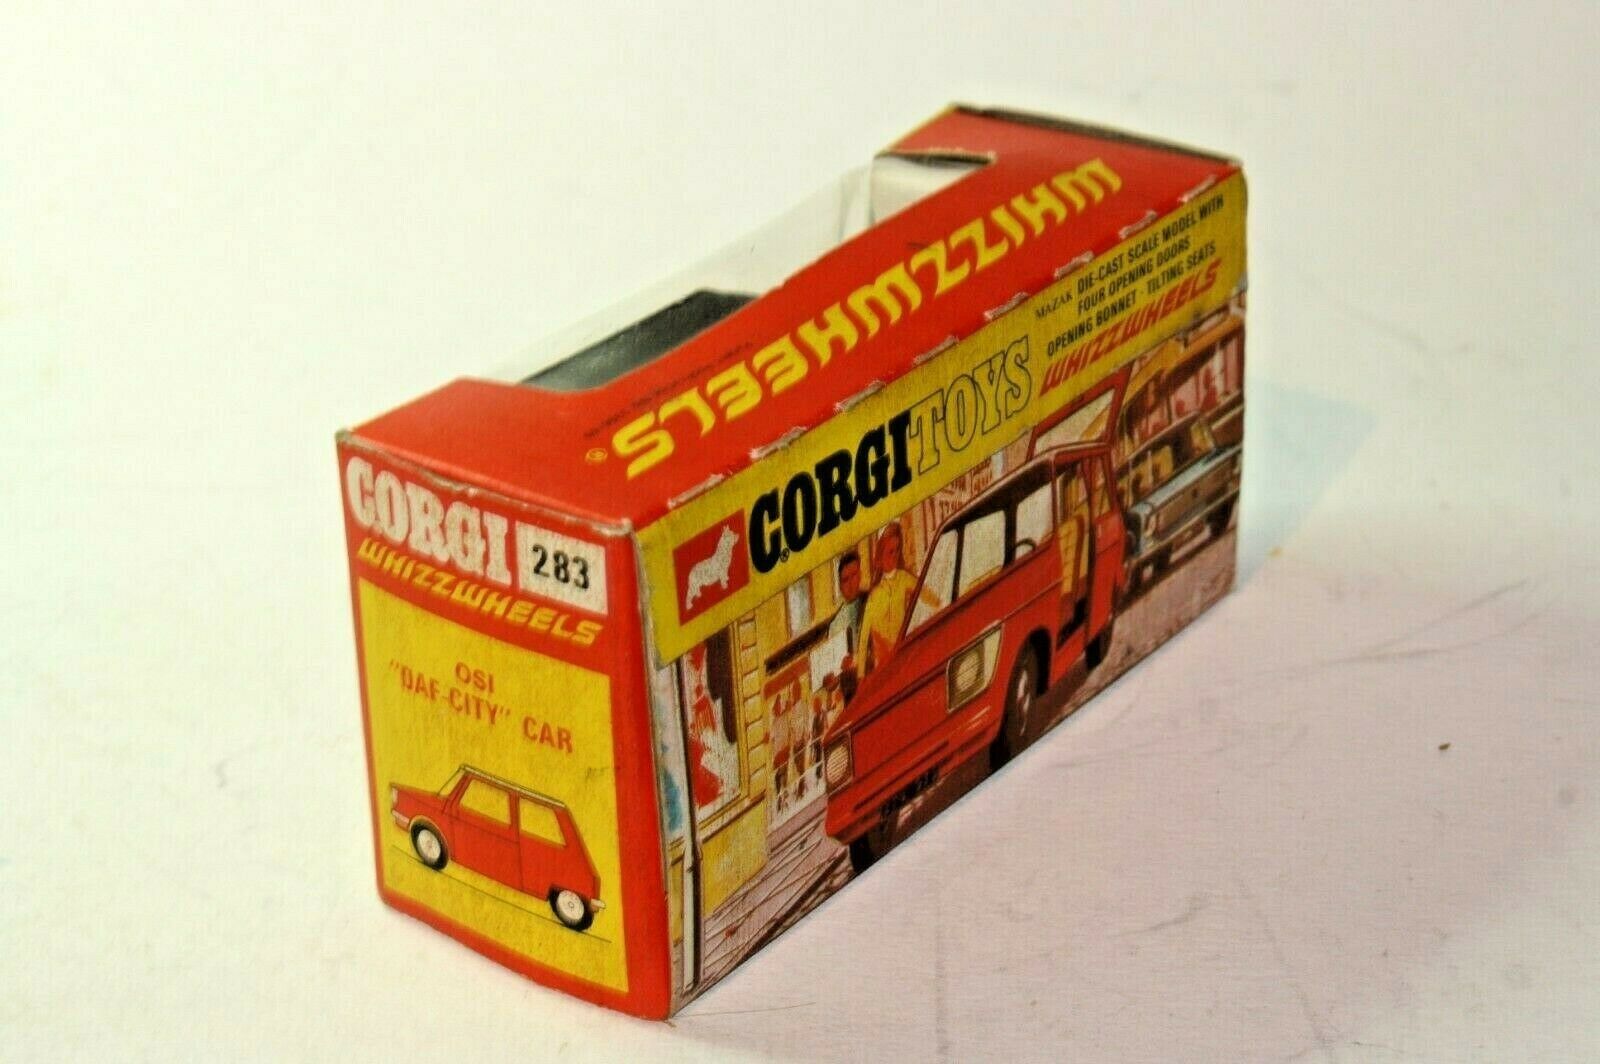 WHIZZWHEELS®
CORGI
283
WHIZZWHEELS
OSI
"DAF-CITY" CAR
CORGI TOYS
®
MAZAK DIE-CAST SCALE MODEL WITH
FOUR OPENING DOORS
OPENING BONNET · TILTING SEATS
WHIZZWHEELS